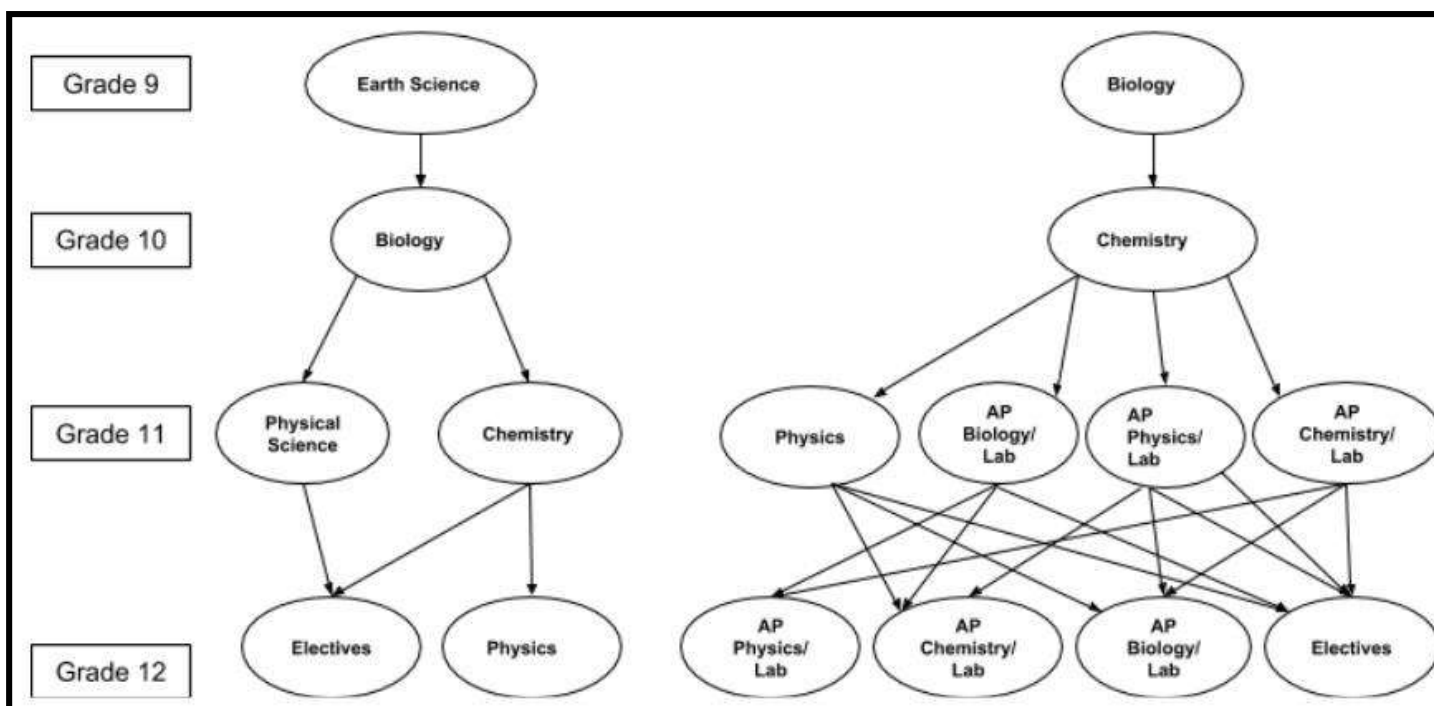 Grade 9
Earth Science
Biology
Grade 10
Biology
Chemistry
Grade 11
Physical
Science
Chemistry
Physics
AP
Biology/
Lab
AP
Physics/
Lab
AP
Chemistry/
Lab
Grade 12
Electives
Physics
AP
Physics/
Lab
AP
Chemistry/
Lab
AP
Biology/
Lab
Electives